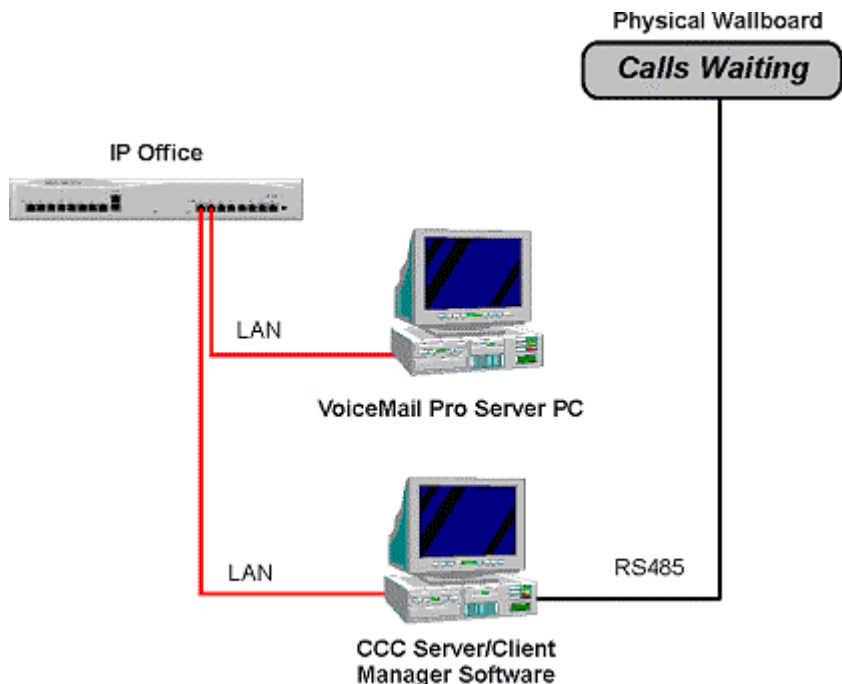 Physical Wallboard
Calls Waiting
IP Office
LAN
VoiceMail Pro Server PC
LAN
RS485
CCC Server/Client
Manager Software